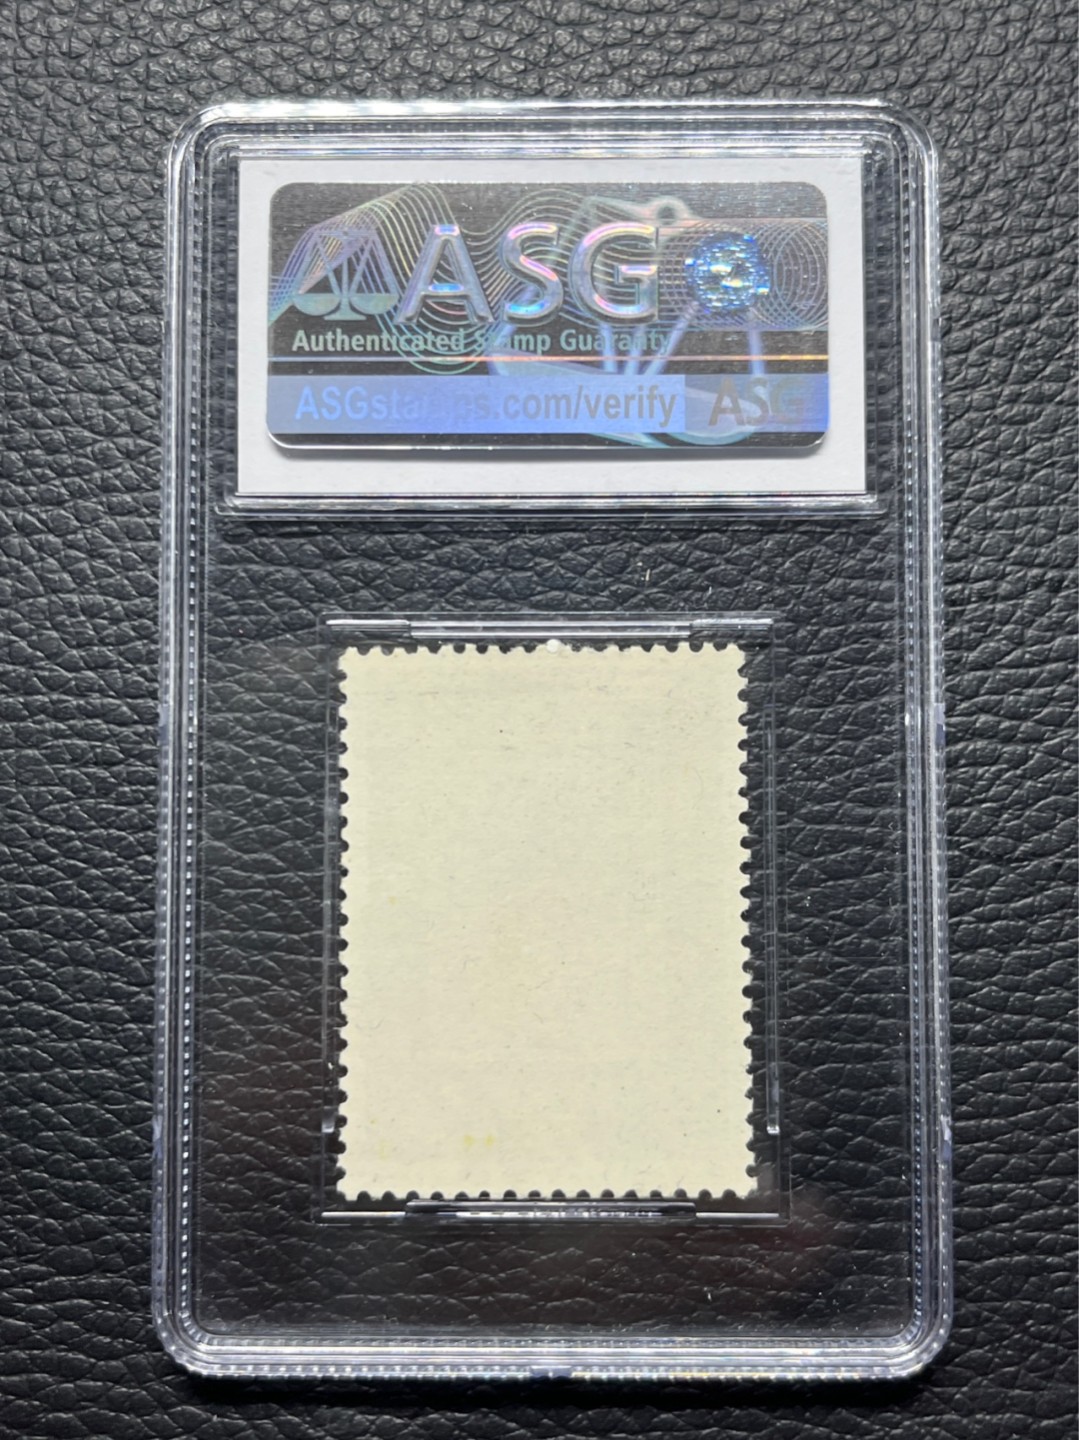 ASG
Authenticated Stamp Guaranty
ASGstamps.com/verify ASG